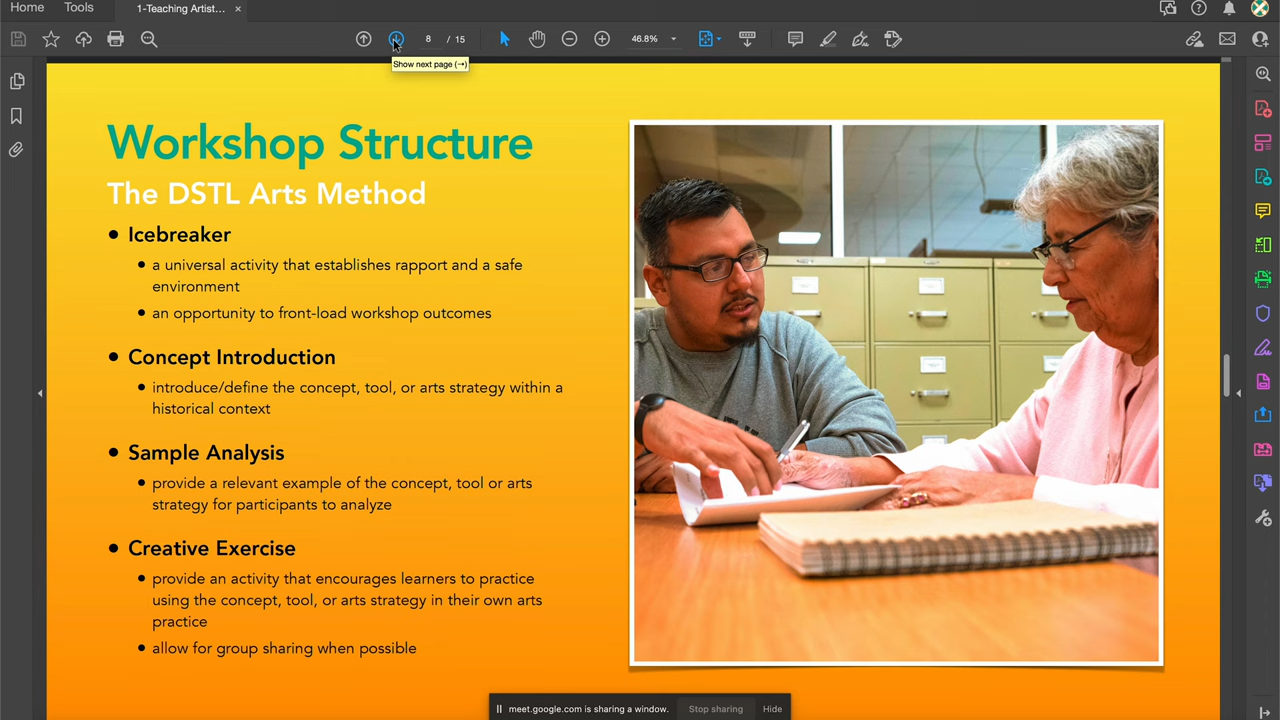 Home
Tools
1-Teaching Artist... ×
8 / 15
46.8%
Show next page (→)
Workshop Structure
The DSTL Arts Method
• Icebreaker
• a universal activity that establishes rapport and a safe
environment
• an opportunity to front-load workshop outcomes
• Concept Introduction
• introduce/define the concept, tool, or arts strategy within a
historical context
• Sample Analysis
• provide a relevant example of the concept, tool or arts
strategy for participants to analyze
• Creative Exercise
• provide an activity that encourages learners to practice
using the concept, tool, or arts strategy in their own arts
practice
• allow for group sharing when possible
meet.google.com is sharing a window.
Stop sharing
Hide